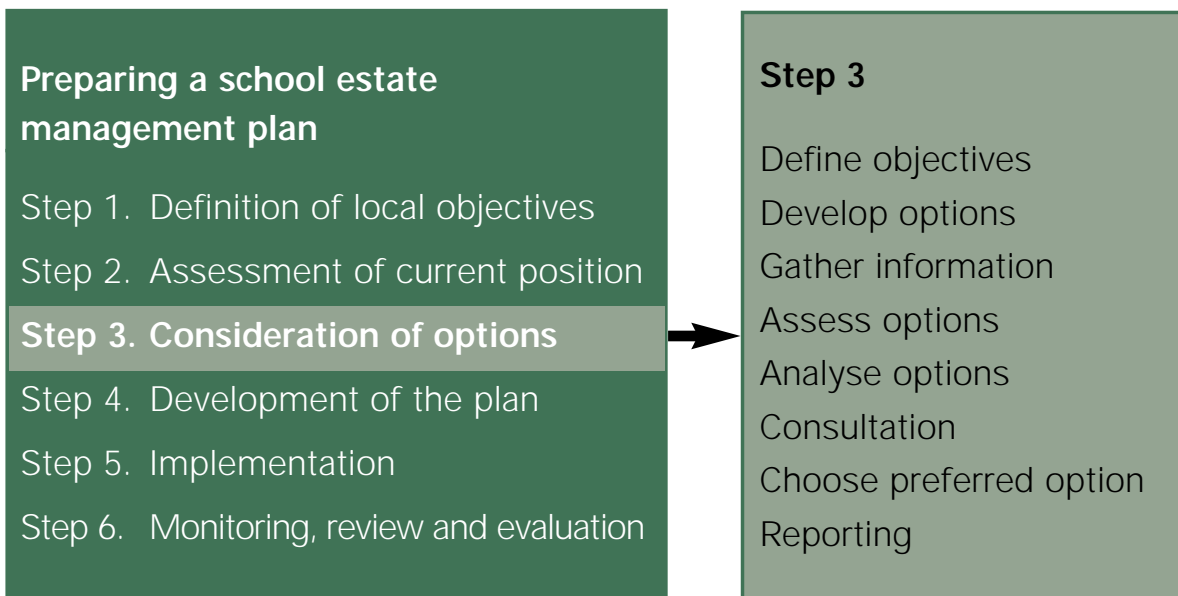 Preparing a school estate
management plan
Step 1. Definition of local objectives
Step 2. Assessment of current position
Step 3. Consideration of options
Step 4. Development of the plan
Step 5. Implementation
Step 6. Monitoring, review and evaluation
Step 3
Define objectives
Develop options
Gather information
Assess options
Analyse options
Consultation
Choose preferred option
Reporting